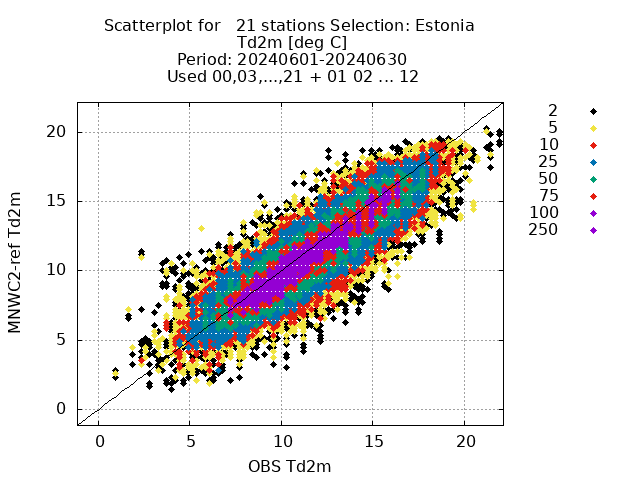 Scatterplot for   21 stations Selection: Estonia
Td2m [deg C]
Period: 20240601-20240630
Used 00,03,...,21 + 01 02 ... 12
2
5
10
25
50
75
100
250
20
15
10
5
0
MNWC2-ref Td2m
0 5 10 15 20
OBS Td2m